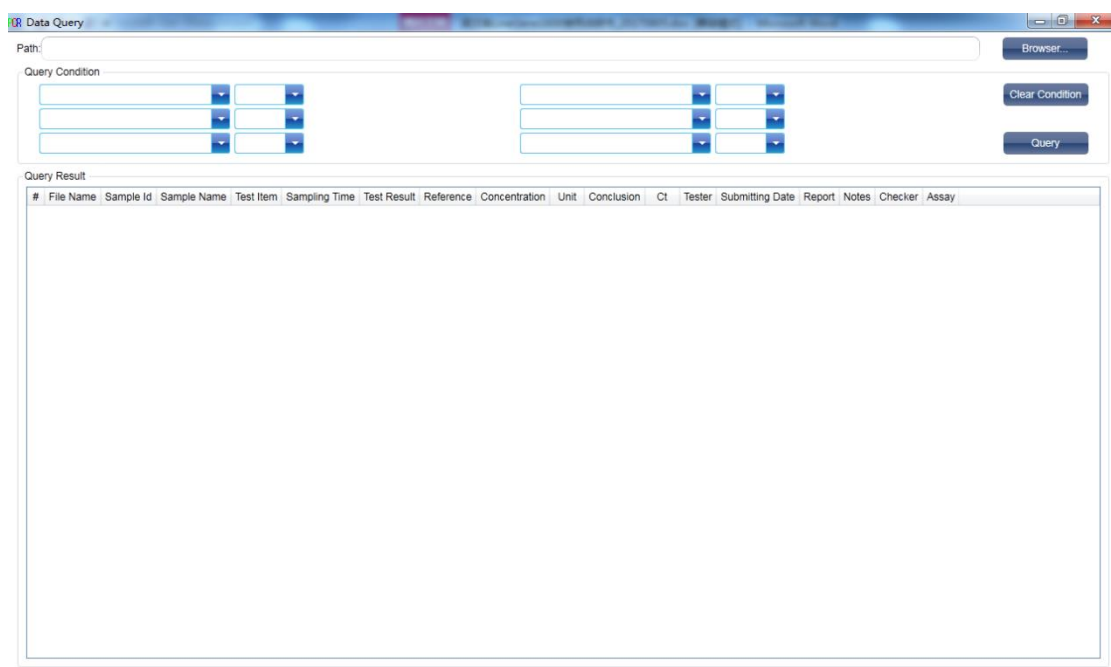 Data Query
Path: Browser...
Query Condition
Clear Condition
Query
Query Result
# File Name Sample Id Sample Name Test Item Sampling Time Test Result Reference Concentration Unit Conclusion Ct Tester Submitting Date Report Notes Checker Assay